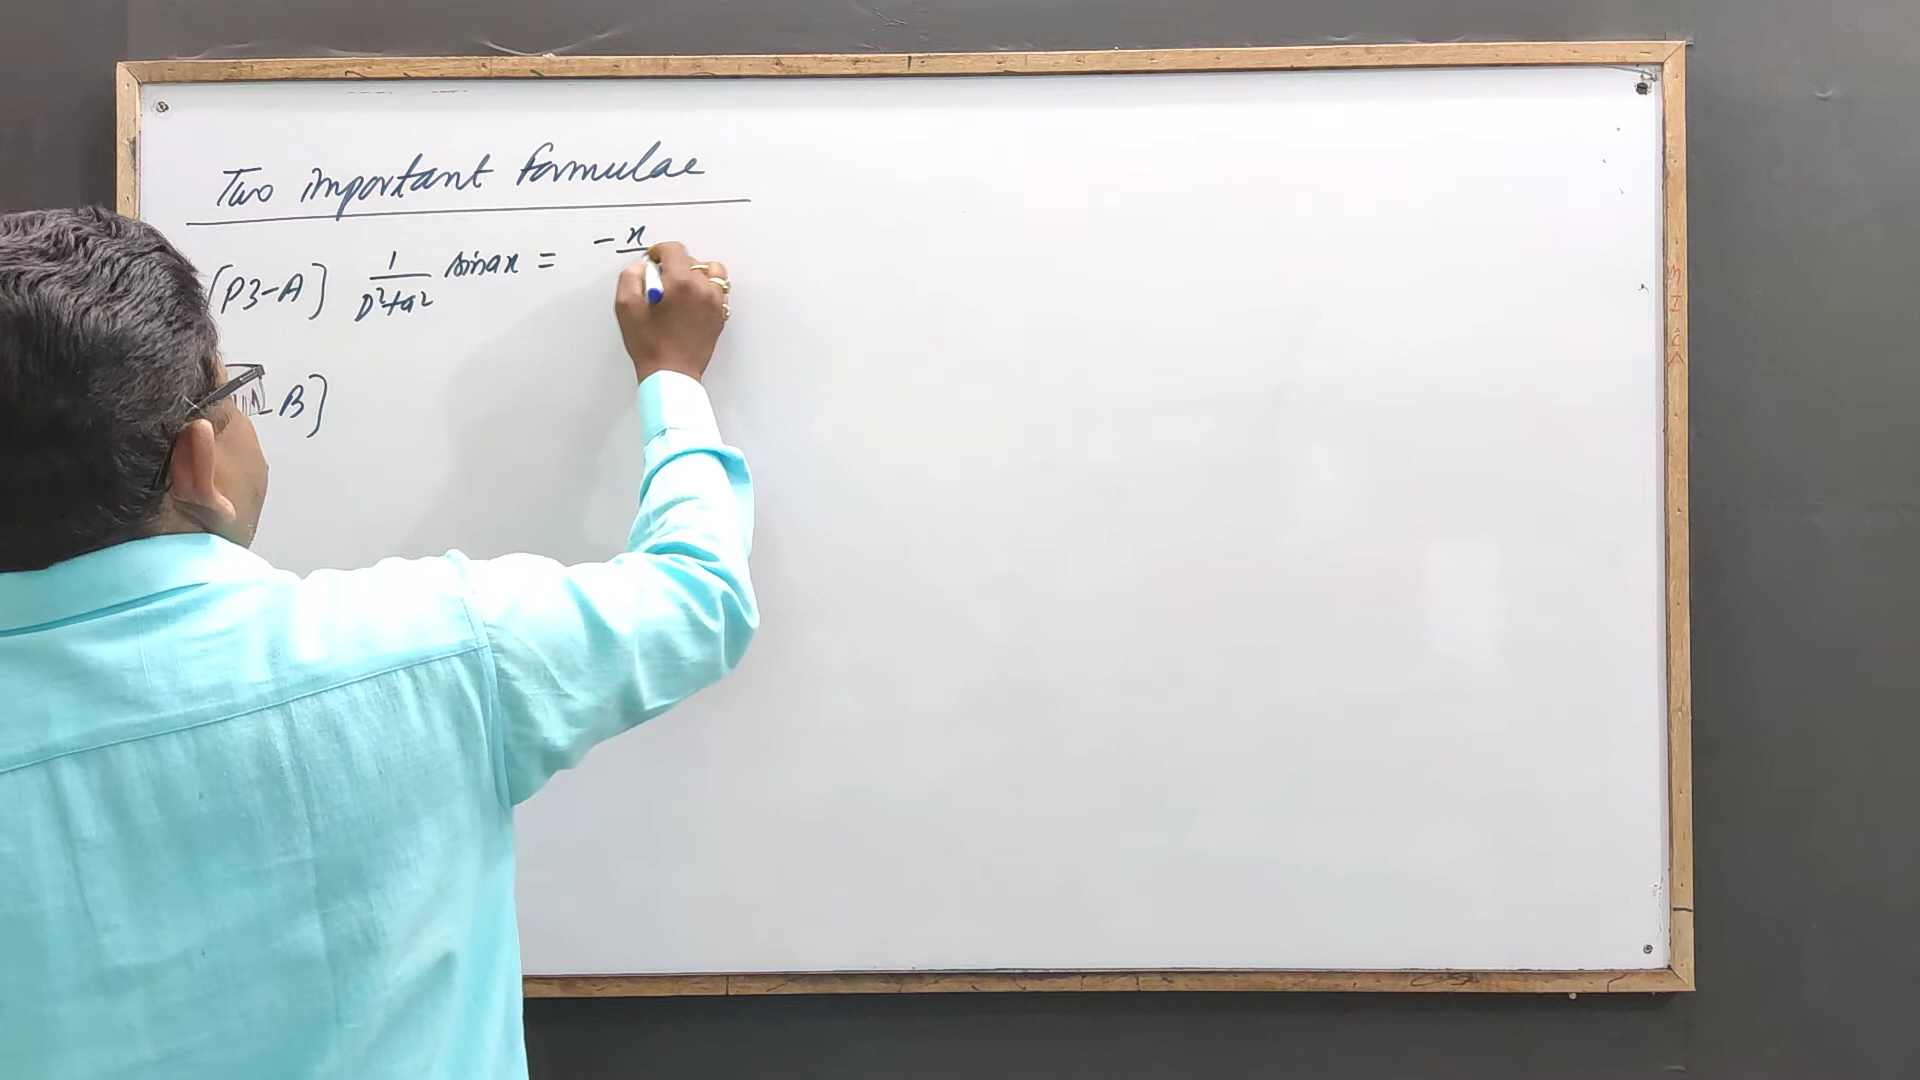 Two important formulae
[P3-A] 1/D²+a² sinax = -x/
- B]